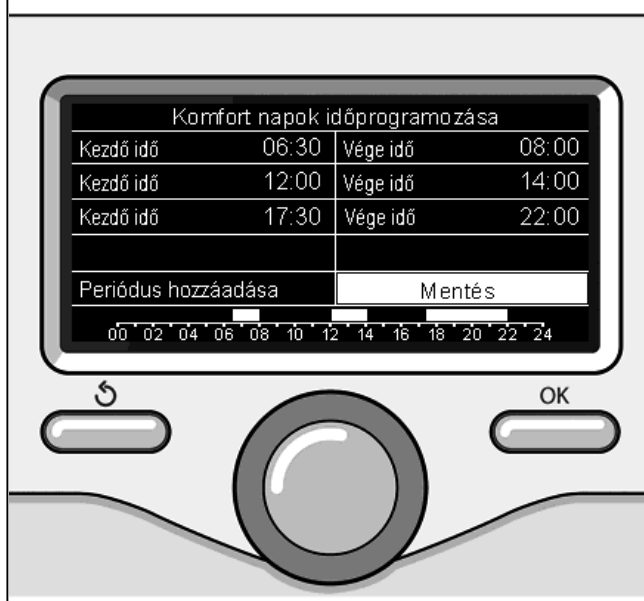 Komfort napok időprogramozása
Kezdő idő 06:30 Vége idő 08:00
Kezdő idő 12:00 Vége idő 14:00
Kezdő idő 17:30 Vége idő 22:00
Periódus hozzáadása Mentés
00 02 04 06 08 10 12 14 16 18 20 22 24
OK